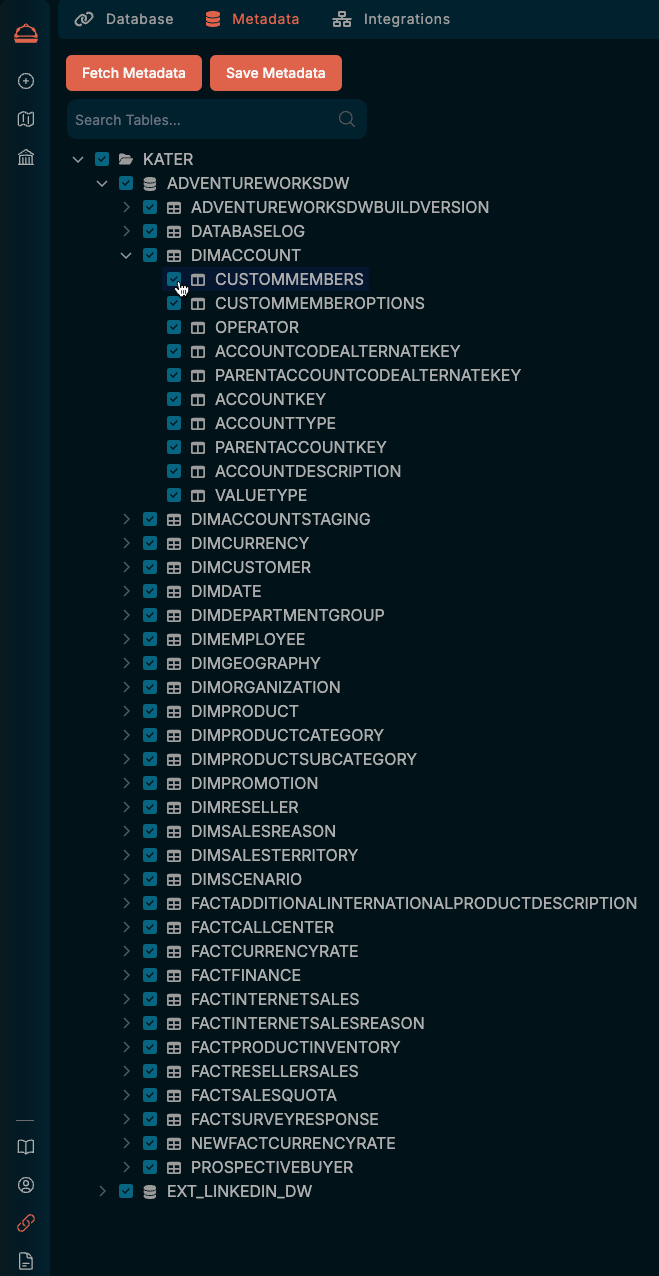 Database Metadata Integrations
Fetch Metadata Save Metadata
Search Tables...
KATER
ADVENTUREWORKSDW
ADVENTUREWORKSDWBUILDVERSION
DATABASELOG
DIMACCOUNT
CUSTOMMEMBERS
CUSTOMMEMBEROPTIONS
OPERATOR
ACCOUNTCODEALTERNATEKEY
PARENTACCOUNTCODEALTERNATEKEY
ACCOUNTKEY
ACCOUNTTYPE
PARENTACCOUNTKEY
ACCOUNTDESCRIPTION
VALUETYPE
DIMACCOUNTSTAGING
DIMCURRENCY
DIMCUSTOMER
DIMDATE
DIMDEPARTMENTGROUP
DIMEMPLOYEE
DIMGEOGRAPHY
DIMORGANIZATION
DIMPRODUCT
DIMPRODUCTCATEGORY
DIMPRODUCTSUBCATEGORY
DIMPROMOTION
DIMRESELLER
DIMSALESREASON
DIMSALESTERRITORY
DIMSCENARIO
FACTADDITIONALINTERNATIONALPRODUCTDESCRIPTION
FACTCALLCENTER
FACTCURRENCYRATE
FACTFINANCE
FACTINTERNETSALES
FACTINTERNETSALESREASON
FACTPRODUCTINVENTORY
FACTRESELLERSALES
FACTSALESQUOTA
FACTSURVEYRESPONSE
NEWFACTCURRENCYRATE
PROSPECTIVEBUYER
EXT_LINKEDIN_DW